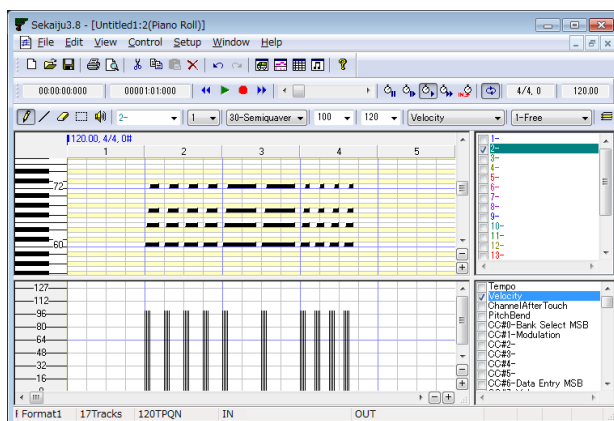 Sekaiju3.8 - [Untitled1:2(Piano Roll)]
File Edit View Control Setup Window Help
00:00:00:000 00001:01:000 4/4, 0 120.00
2- 1 30-Semiquaver 100 120 Velocity 1-Free
120.00, 4/4, 0#
1 2 3 4 5
72
60
1-
2-
3-
4-
5-
6-
7-
8-
9-
10-
11-
12-
13-
127
112
96
80
64
48
32
16
0
Tempo
Velocity
ChannelAfterTouch
PitchBend
CC#0-Bank Select MSB
CC#1-Modulation
CC#2-
CC#3-
CC#4-
CC#5-
CC#6-Data Entry MSB
Format1 17Tracks 120TPQN IN OUT